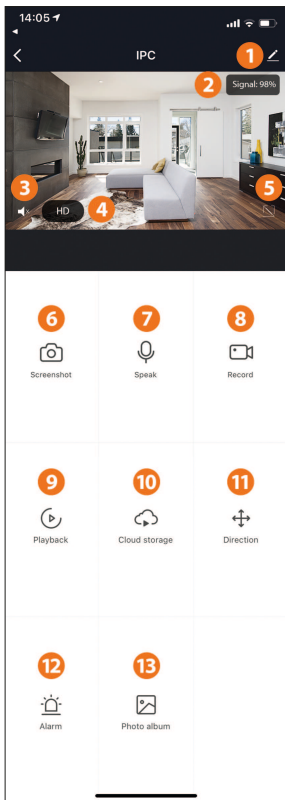 14:05
IPC
1
2
Signal: 98%
3
HD
4
5
6
7
8
Screenshot
Speak
Record
9
10
11
Playback
Cloud storage
Direction
12
13
Alarm
Photo album